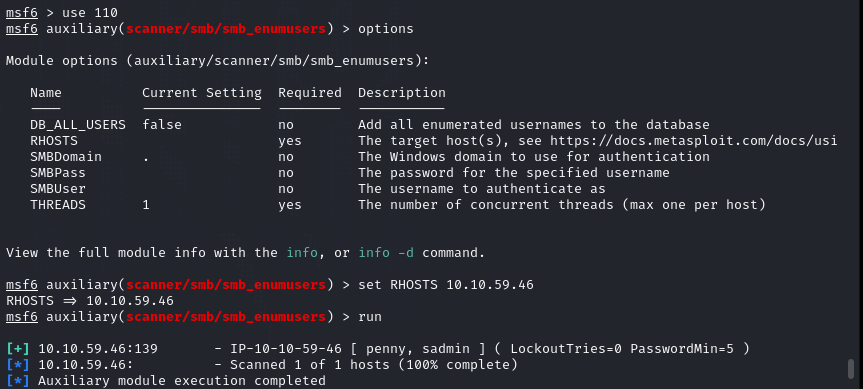 msf6 > use 110
msf6 auxiliary(scanner/smb/smb_enumusers) > options
Module options (auxiliary/scanner/smb/smb_enumusers):
Name Current Setting Required Description
---- --------------- -------- -----------
DB_ALL_USERS false no Add all enumerated usernames to the database
RHOSTS yes The target host(s), see https://docs.metasploit.com/docs/usi
SMBDomain . no The Windows domain to use for authentication
SMBPass no The password for the specified username
SMBUser no The username to authenticate as
THREADS 1 yes The number of concurrent threads (max one per host)
View the full module info with the info, or info -d command.
msf6 auxiliary(scanner/smb/smb_enumusers) > set RHOSTS 10.10.59.46
RHOSTS => 10.10.59.46
msf6 auxiliary(scanner/smb/smb_enumusers) > run
[+] 10.10.59.46:139 - IP-10-10-59-46 [ penny, sadmin ] ( LockoutTries=0 PasswordMin=5 )
[*] 10.10.59.46: - Scanned 1 of 1 hosts (100% complete)
[*] Auxiliary module execution completed